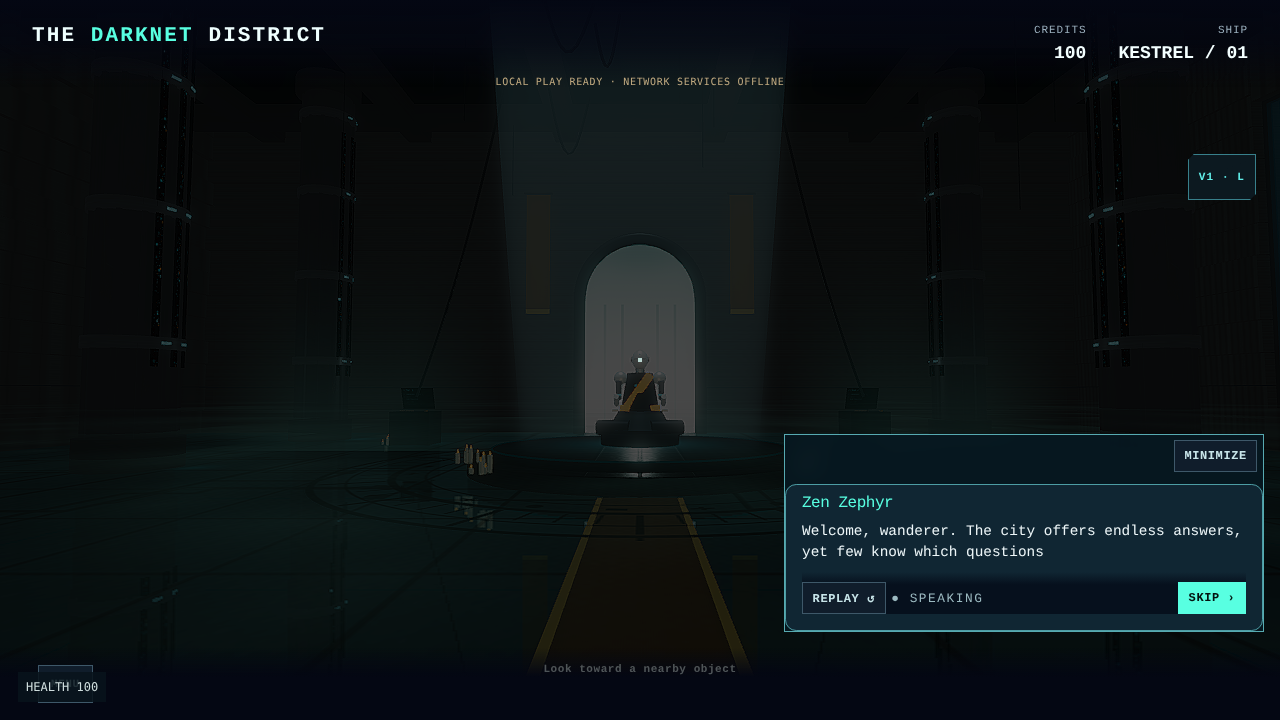 THE DARKNET DISTRICT
CREDITS
100
SHIP
KESTREL / 01
LOCAL PLAY READY · NETWORK SERVICES OFFLINE
V1 · L
MINIMIZE
Zen Zephyr
Welcome, wanderer. The city offers endless answers,
yet few know which questions
REPLAY ↺
● SPEAKING
SKIP ›
Look toward a nearby object
HEALTH 100